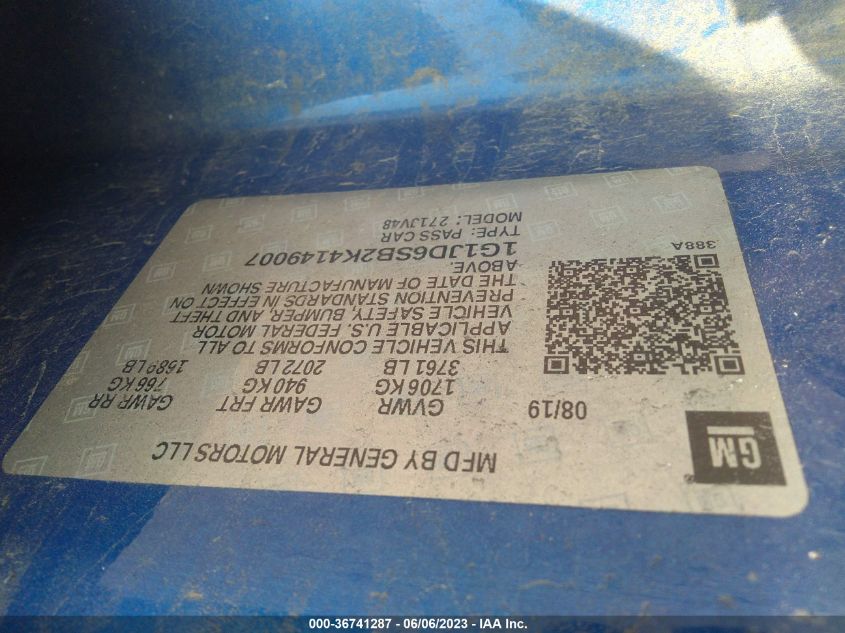 GM
MFD BY GENERAL MOTORS LLC
08/19 GVWR GAWR FRT GAWR RR
1706 KG 940 KG 766 KG
3761 LB 2072 LB 1689 LB
THIS VEHICLE CONFORMS TO ALL
APPLICABLE U.S. FEDERAL MOTOR
VEHICLE SAFETY, BUMPER, AND THEFT
PREVENTION STANDARDS IN EFFECT ON
THE DATE OF MANUFACTURE SHOWN
ABOVE.
1G1JD6SB2K4149007
TYPE: PASS CAR
MODEL: 271JV48
388A
000-36741287 - 06/06/2023 - IAA Inc.